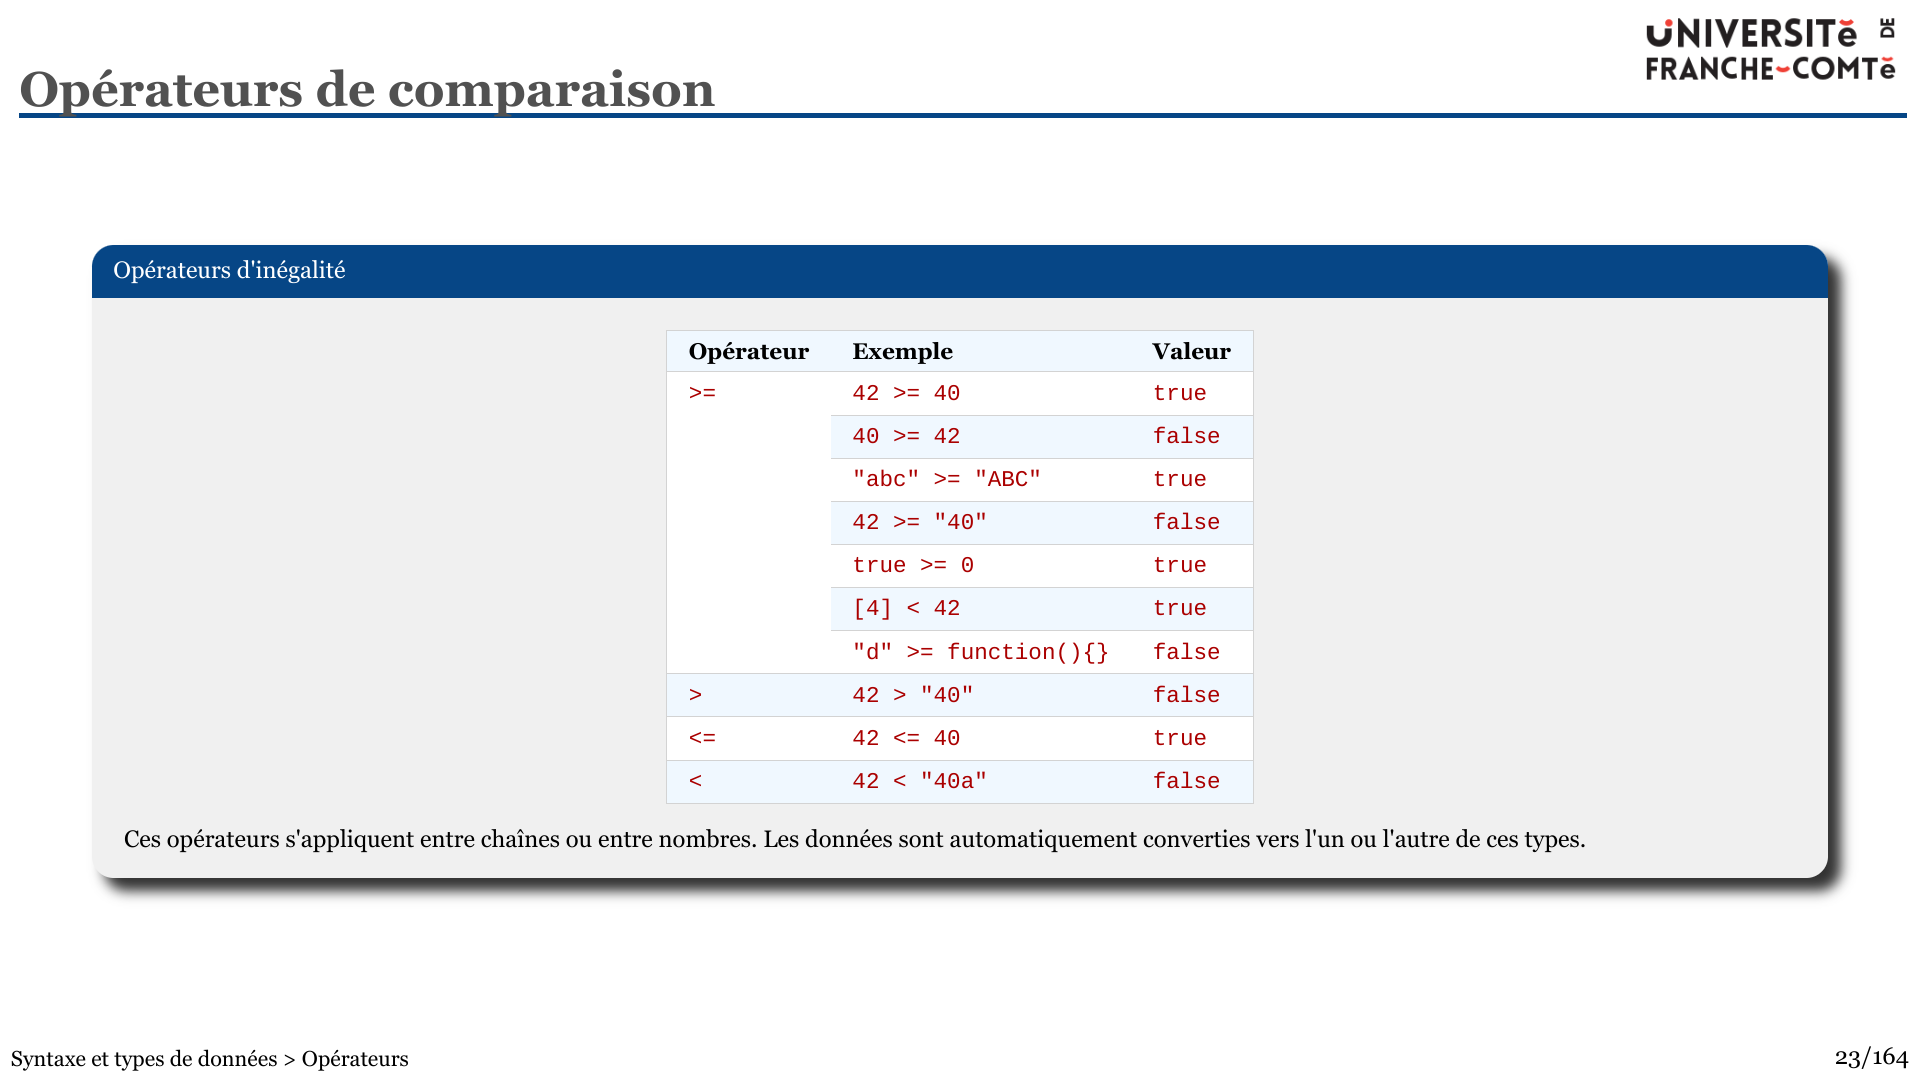 UNIVERSITĕ DE
FRANCHE-COMTĕ
Opérateurs de comparaison
Opérateurs d'inégalité
Opérateur Exemple Valeur
>= 42 >= 40 true
40 >= 42 false
"abc" >= "ABC" true
42 >= "40" false
true >= 0 true
[4] < 42 true
"d" >= function(){} false
> 42 > "40" false
<= 42 <= 40 true
< 42 < "40a" false
Ces opérateurs s'appliquent entre chaînes ou entre nombres. Les données sont automatiquement converties vers l'un ou l'autre de ces types.
Syntaxe et types de données > Opérateurs 23/164